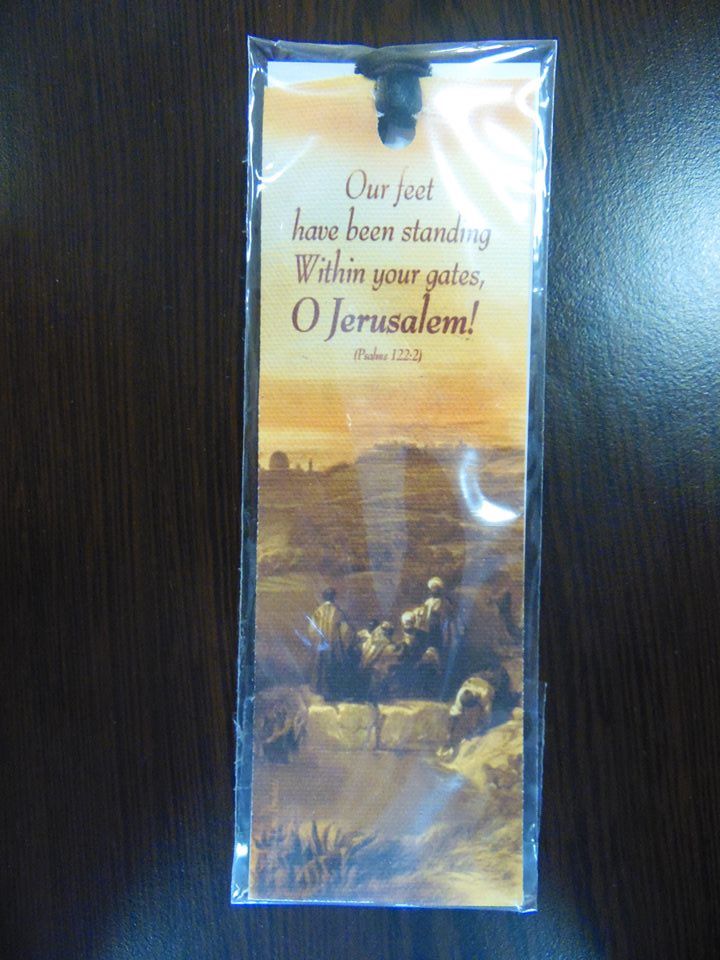 Our feet
have been standing
Within your gates,
O Jerusalem!
(Psalms 122:2)